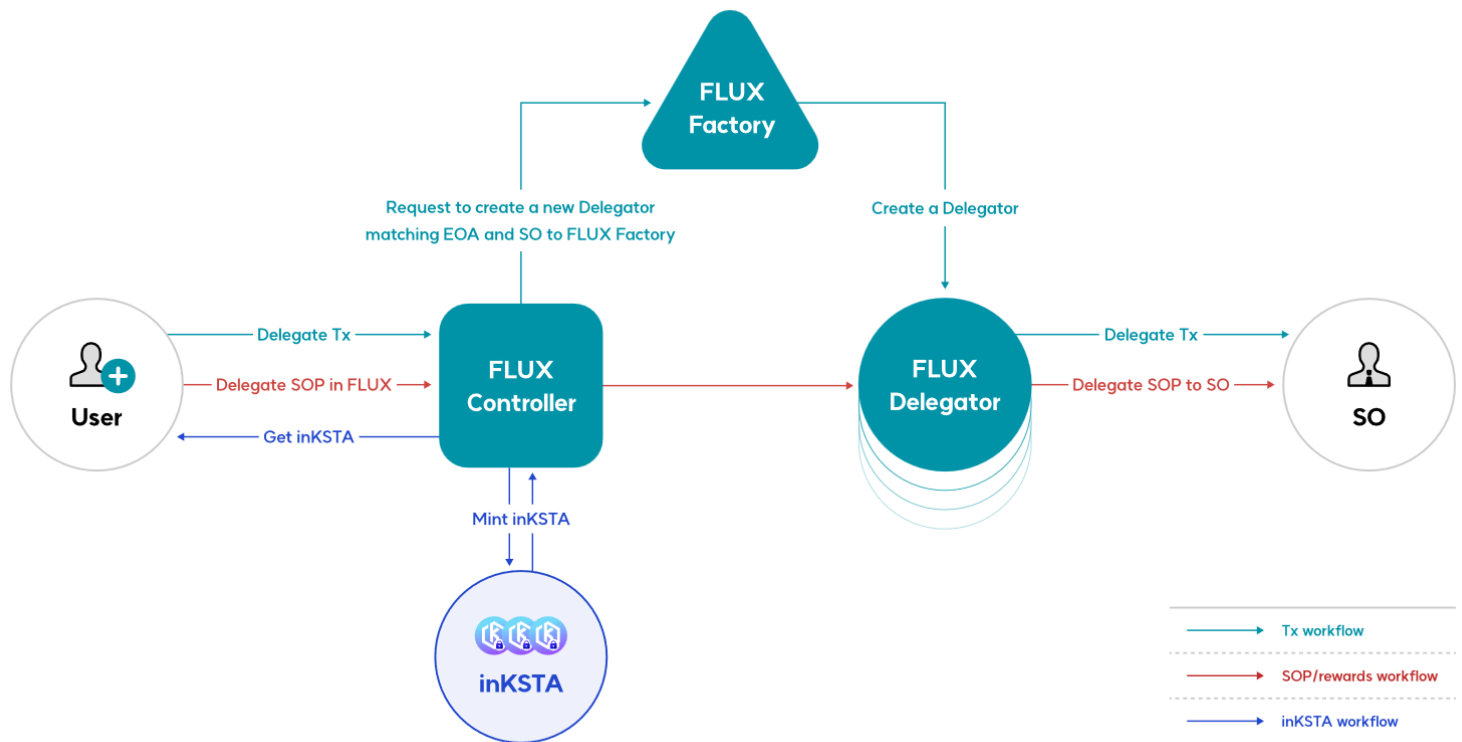 FLUX
Factory
Request to create a new Delegator
matching EOA and SO to FLUX Factory
Create a Delegator
Delegate Tx
Delegate SOP in FLUX
Get inKSTA
User
FLUX
Controller
FLUX
Delegator
Delegate Tx
Delegate SOP to SO
SO
Mint inKSTA
inKSTA
Tx workflow
SOP/rewards workflow
inKSTA workflow